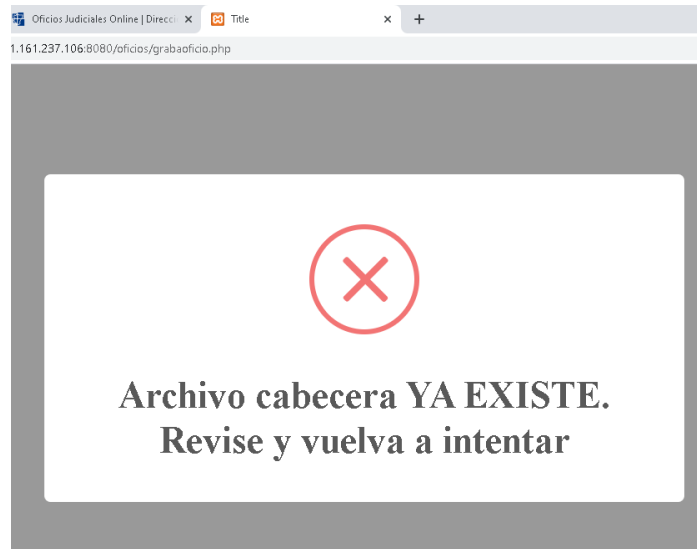 Oficios Judiciales Online | Direcci
Title
1.161.237.106:8080/oficios/grabaoficio.php
Archivo cabecera YA EXISTE.
Revise y vuelva a intentar